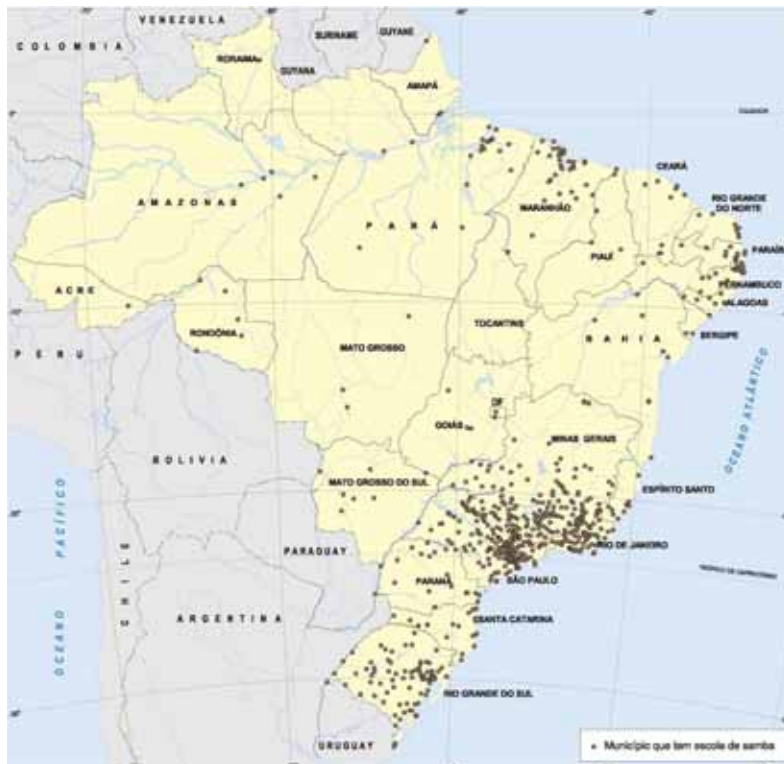 VENEZUELA
COLOMBIA
SURINAME
GUYANE
RORAIMA
GUYANA
AMAPÁ
CEARÁ
RIO GRANDE
DO NORTE
AMAZONAS
PARÁ
MARANHÃO
PARAÍB
PIAUÍ
PERNAMBUCO
ALAGOAS
ACRE
RONDÔNIA
TOCANTINS
SERGIPE
PERU
MATO GROSSO
BAHIA
OCEANO ATLÂNTICO
DF
GOIÁS
MINAS GERAIS
BOLIVIA
MATO GROSSO DO SUL
ESPÍRITO SANTO
OCEANO PACÍFICO
PARAGUAY
RIO DE JANEIRO
CHILE
SÃO PAULO
PARANÁ
ARGENTINA
SANTA CATARINA
RIO GRANDE DO SUL
URUGUAY
Município que tem escola de samba